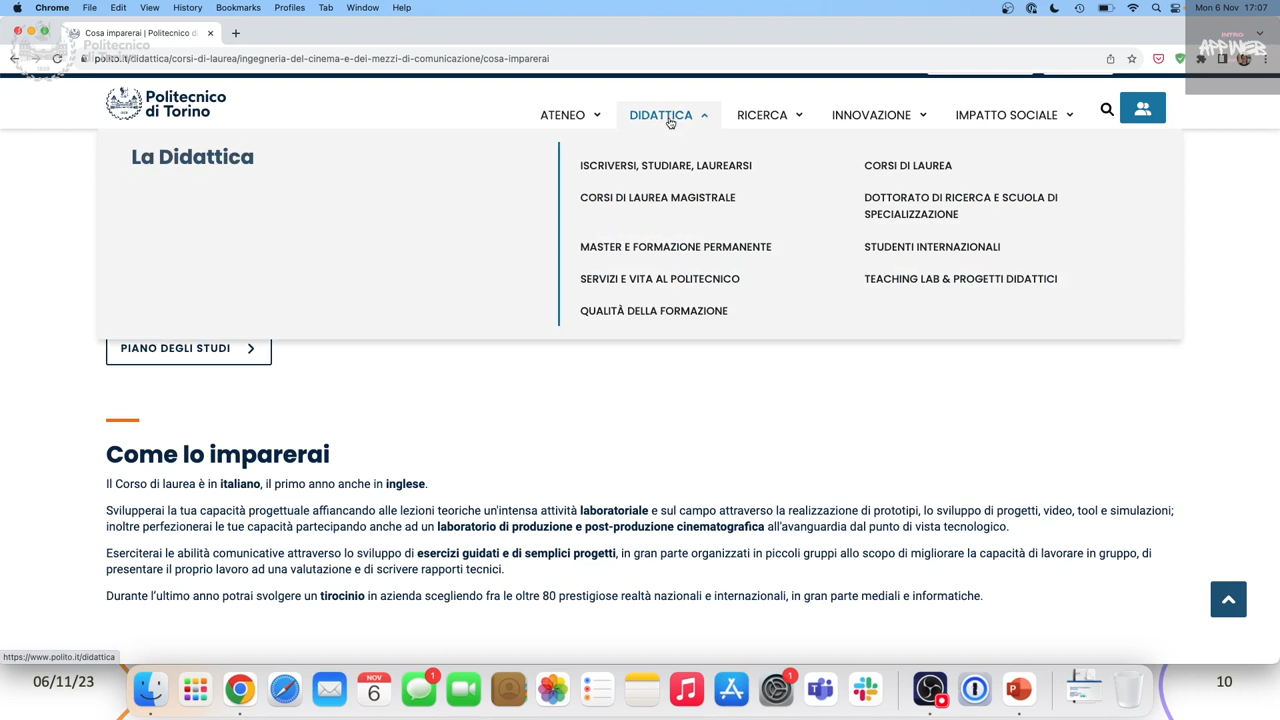 Chrome File Edit View History Bookmarks Profiles Tab Window Help Mon 6 Nov 17:07
Cosa imparerai | Politecnico di
Politecnico
di Torino
INTRO
APPIWEB
polito.it/didattica/corsi-di-laurea/ingegneria-del-cinema-e-dei-mezzi-di-comunicazione/cosa-imparerai
Politecnico
di Torino
ATENEO DIDATTICA RICERCA INNOVAZIONE IMPATTO SOCIALE
La Didattica
ISCRIVERSI, STUDIARE, LAUREARSI
CORSI DI LAUREA
CORSI DI LAUREA MAGISTRALE
DOTTORATO DI RICERCA E SCUOLA DI
SPECIALIZZAZIONE
MASTER E FORMAZIONE PERMANENTE
STUDENTI INTERNAZIONALI
SERVIZI E VITA AL POLITECNICO
TEACHING LAB & PROGETTI DIDATTICI
QUALITÀ DELLA FORMAZIONE
PIANO DEGLI STUDI
Come lo imparerai
Il Corso di laurea è in italiano, il primo anno anche in inglese.
Svilupperai la tua capacità progettuale affiancando alle lezioni teoriche un'intensa attività laboratoriale e sul campo attraverso la realizzazione di prototipi, lo sviluppo di progetti, video, tool e simulazioni;
inoltre perfezionerai le tue capacità partecipando anche ad un laboratorio di produzione e post-produzione cinematografica all'avanguardia dal punto di vista tecnologico.
Eserciterai le abilità comunicative attraverso lo sviluppo di esercizi guidati e di semplici progetti, in gran parte organizzati in piccoli gruppi allo scopo di migliorare la capacità di lavorare in gruppo, di
presentare il proprio lavoro ad una valutazione e di scrivere rapporti tecnici.
Durante l'ultimo anno potrai svolgere un tirocinio in azienda scegliendo fra le oltre 80 prestigiose realtà nazionali e internazionali, in gran parte mediali e informatiche.
https://www.polito.it/didattica
06/11/23
NOV
6
1
1
10